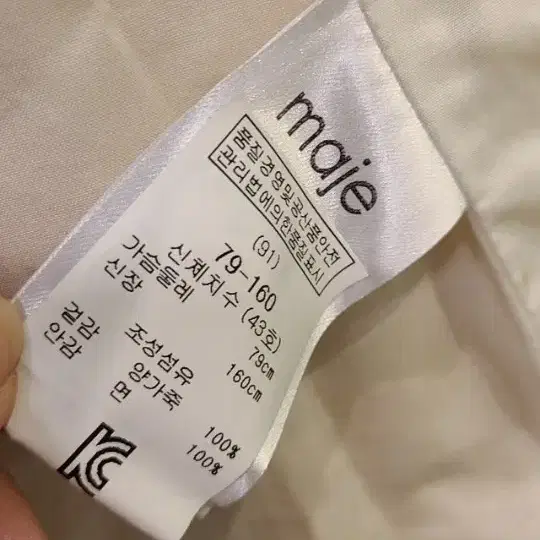 maje
품질경영및공산품안전
관리법에의한품질표시
(91)
79-160
신체치수 (43호)
가슴둘레 79cm
신장 160cm
조성섬유
겉감 양가죽 100%
안감 면 100%
KC